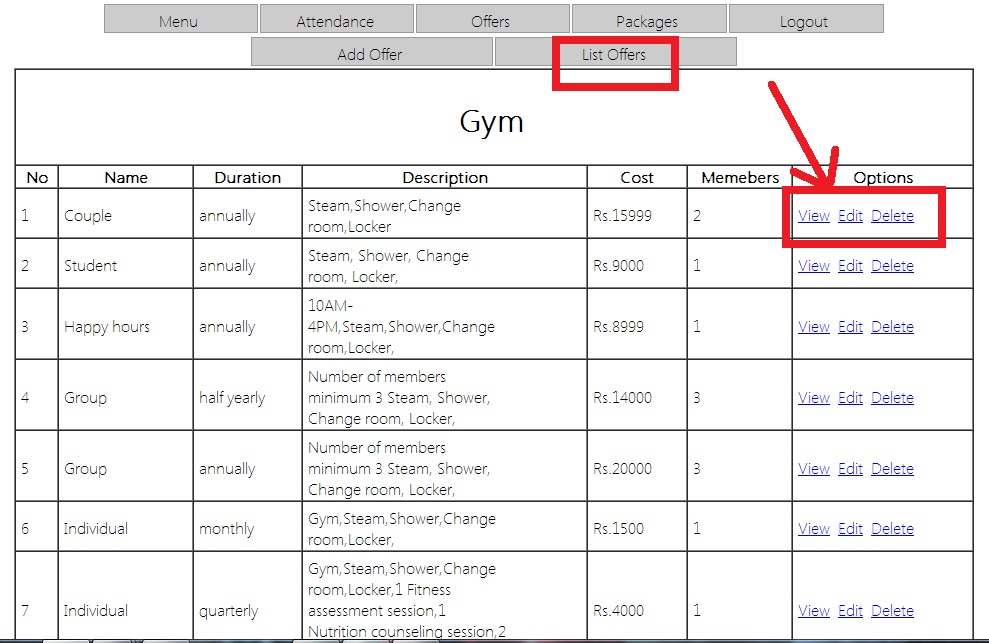 Menu Attendance Offers Packages Logout
Add Offer List Offers
Gym
No Name Duration Description Cost Memebers Options
1 Couple annually Steam,Shower,Change room,Locker Rs.15999 2 View Edit Delete
2 Student annually Steam, Shower, Change room, Locker, Rs.9000 1 View Edit Delete
3 Happy hours annually 10AM-4PM,Steam,Shower,Change room,Locker, Rs.8999 1 View Edit Delete
4 Group half yearly Number of members minimum 3 Steam, Shower, Change room, Locker, Rs.14000 3 View Edit Delete
5 Group annually Number of members minimum 3 Steam, Shower, Change room, Locker, Rs.20000 3 View Edit Delete
6 Individual monthly Gym,Steam,Shower,Change room,Locker, Rs.1500 1 View Edit Delete
7 Individual quarterly Gym,Steam,Shower,Change room,Locker,1 Fitness assessment session,1 Nutrition counseling session,2 Rs.4000 1 View Edit Delete